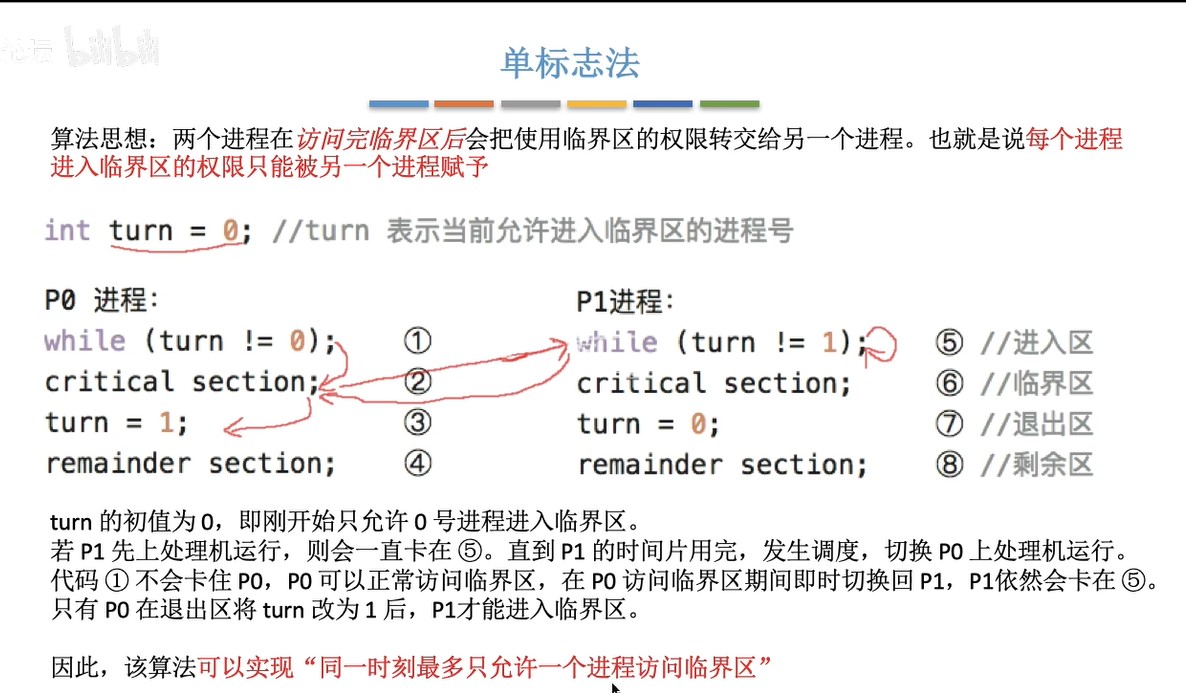 bilibili
单标志法
算法思想：两个进程在访问完临界区后会把使用临界区的权限转交给另一个进程。也就是说每个进程
进入临界区的权限只能被另一个进程赋予
int turn = 0; //turn 表示当前允许进入临界区的进程号
P0 进程：
while (turn != 0); ①
critical section; ②
turn = 1; ③
remainder section; ④
P1进程：
while (turn != 1); ⑤ //进入区
critical section; ⑥ //临界区
turn = 0; ⑦ //退出区
remainder section; ⑧ //剩余区
turn 的初值为 0，即刚开始只允许 0 号进程进入临界区。
若 P1 先上处理机运行，则会一直卡在 ⑤。直到 P1 的时间片用完，发生调度，切换 P0 上处理机运行。
代码 ① 不会卡住 P0，P0 可以正常访问临界区，在 P0 访问临界区期间即时切换回 P1，P1依然会卡在 ⑤。
只有 P0 在退出区将 turn 改为 1 后，P1才能进入临界区。
因此，该算法可以实现“同一时刻最多只允许一个进程访问临界区”